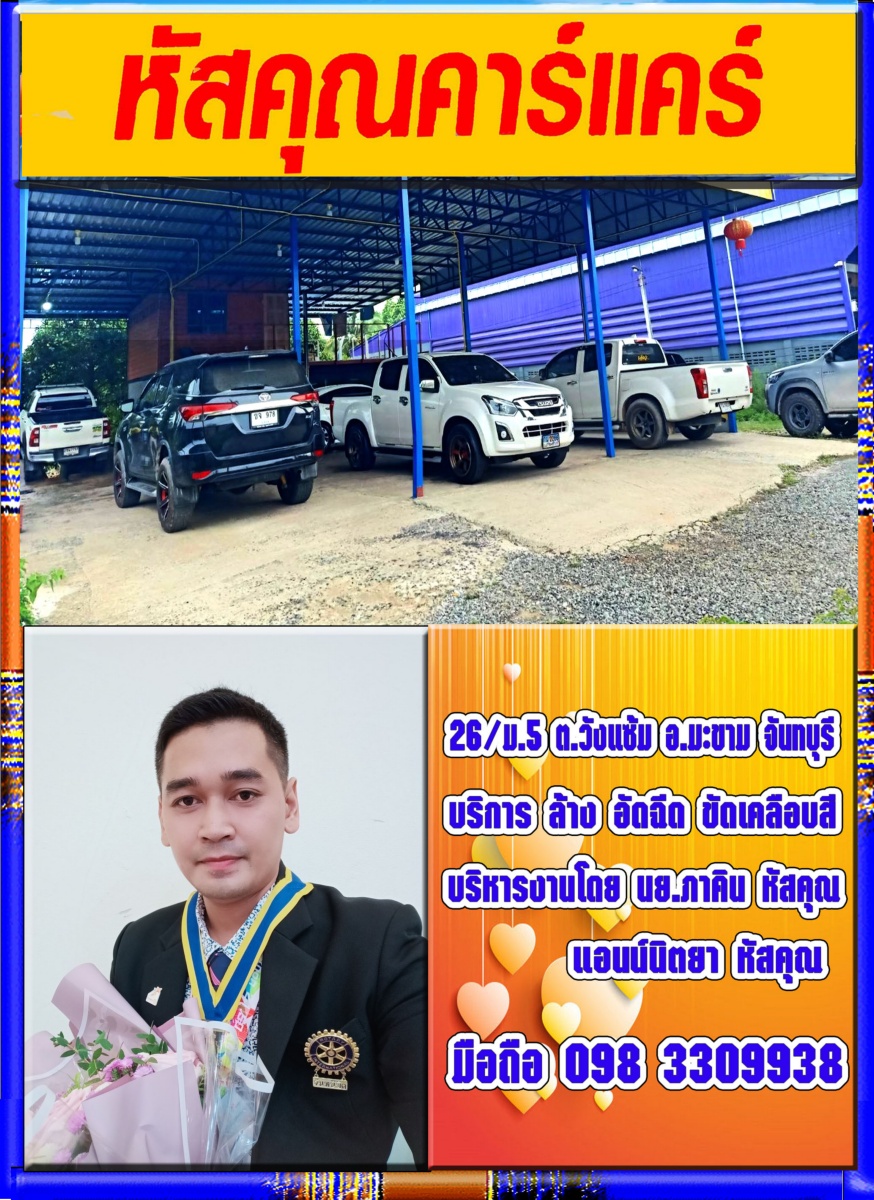 หัสคุณคาร์แคร์
ISUZU
26/ม.5 ต.วังแซ้ม อ.มะขาม จันทบุรี
บริการ ล้าง อัดฉีด ขัดเคลือบสี
บริหารงานโดย นย.ภาคิน หัสคุณ
แอนน์นิตยา หัสคุณ
มือถือ 098 3309938